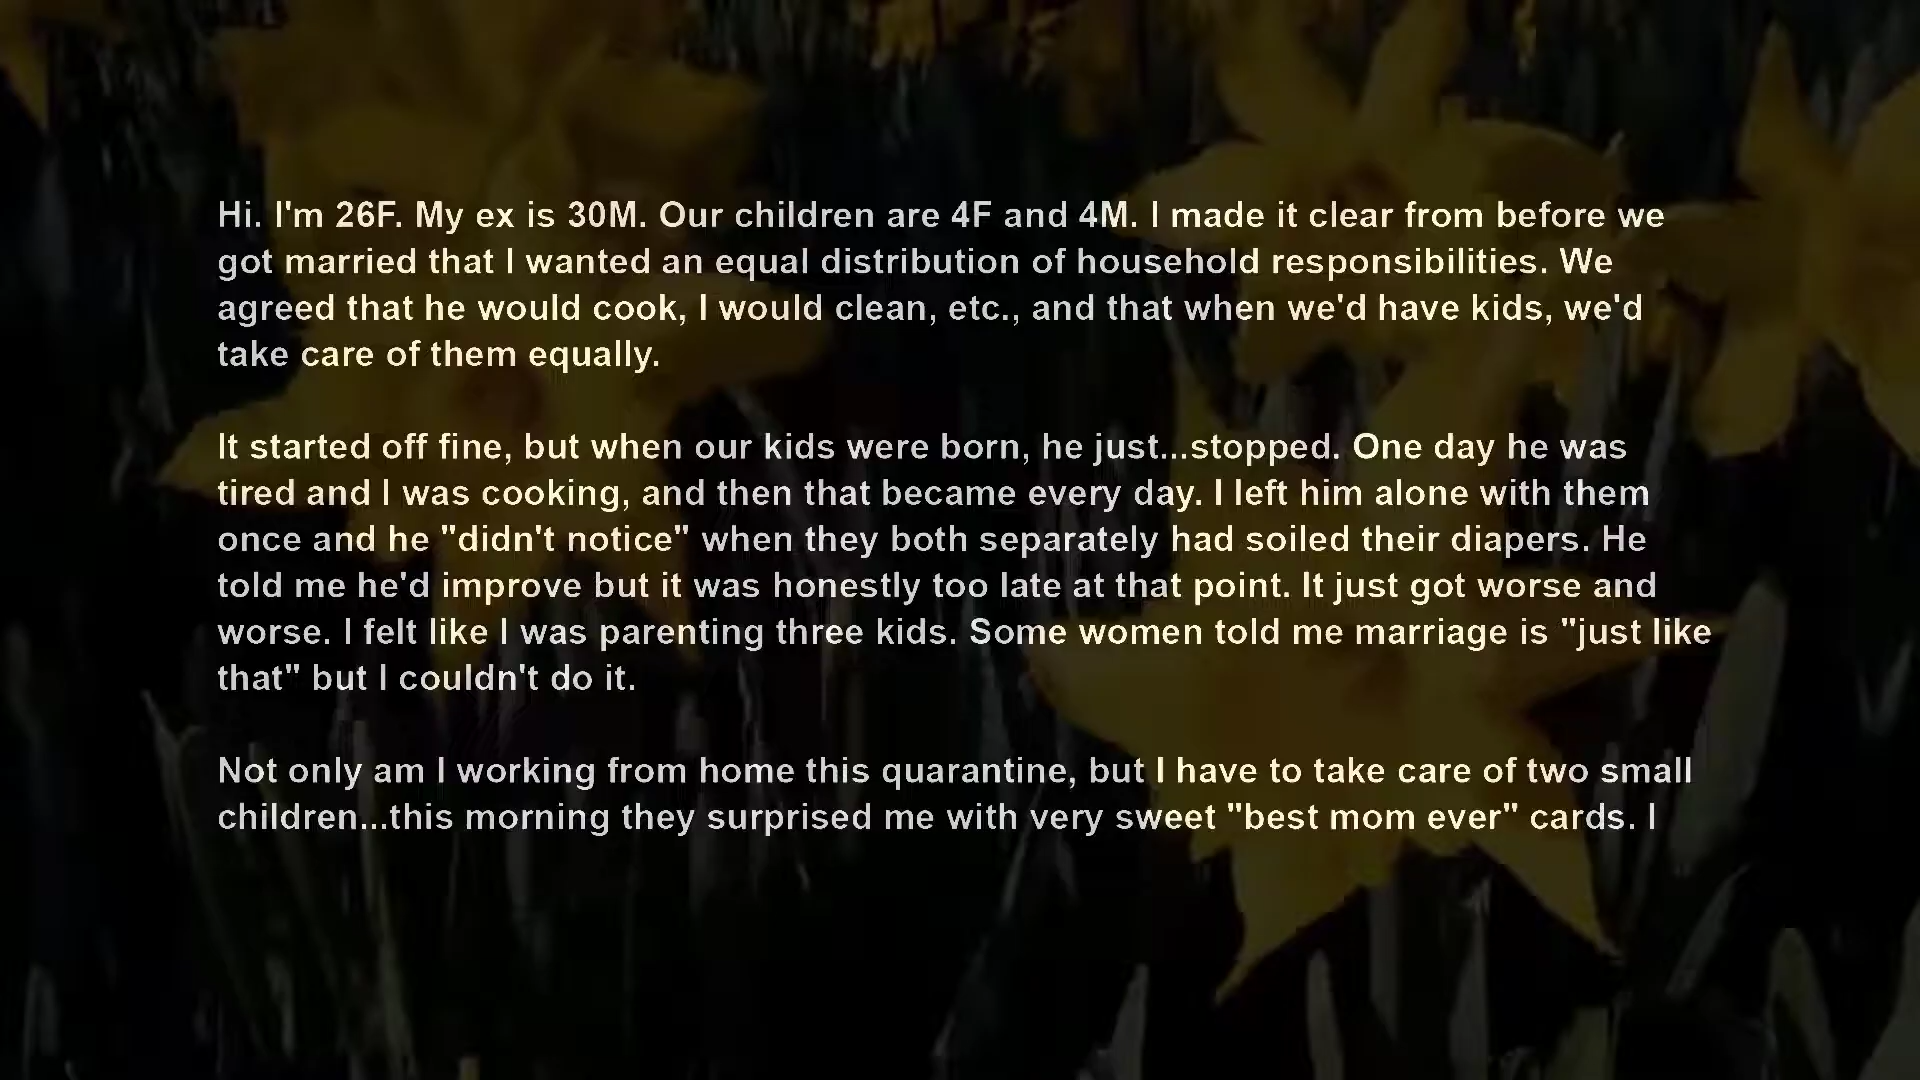 Hi. I'm 26F. My ex is 30M. Our children are 4F and 4M. I made it clear from before we
got married that I wanted an equal distribution of household responsibilities. We
agreed that he would cook, I would clean, etc., and that when we'd have kids, we'd
take care of them equally.
It started off fine, but when our kids were born, he just...stopped. One day he was
tired and I was cooking, and then that became every day. I left him alone with them
once and he "didn't notice" when they both separately had soiled their diapers. He
told me he'd improve but it was honestly too late at that point. It just got worse and
worse. I felt like I was parenting three kids. Some women told me marriage is "just like
that" but I couldn't do it.
Not only am I working from home this quarantine, but I have to take care of two small
children...this morning they surprised me with very sweet "best mom ever" cards. I